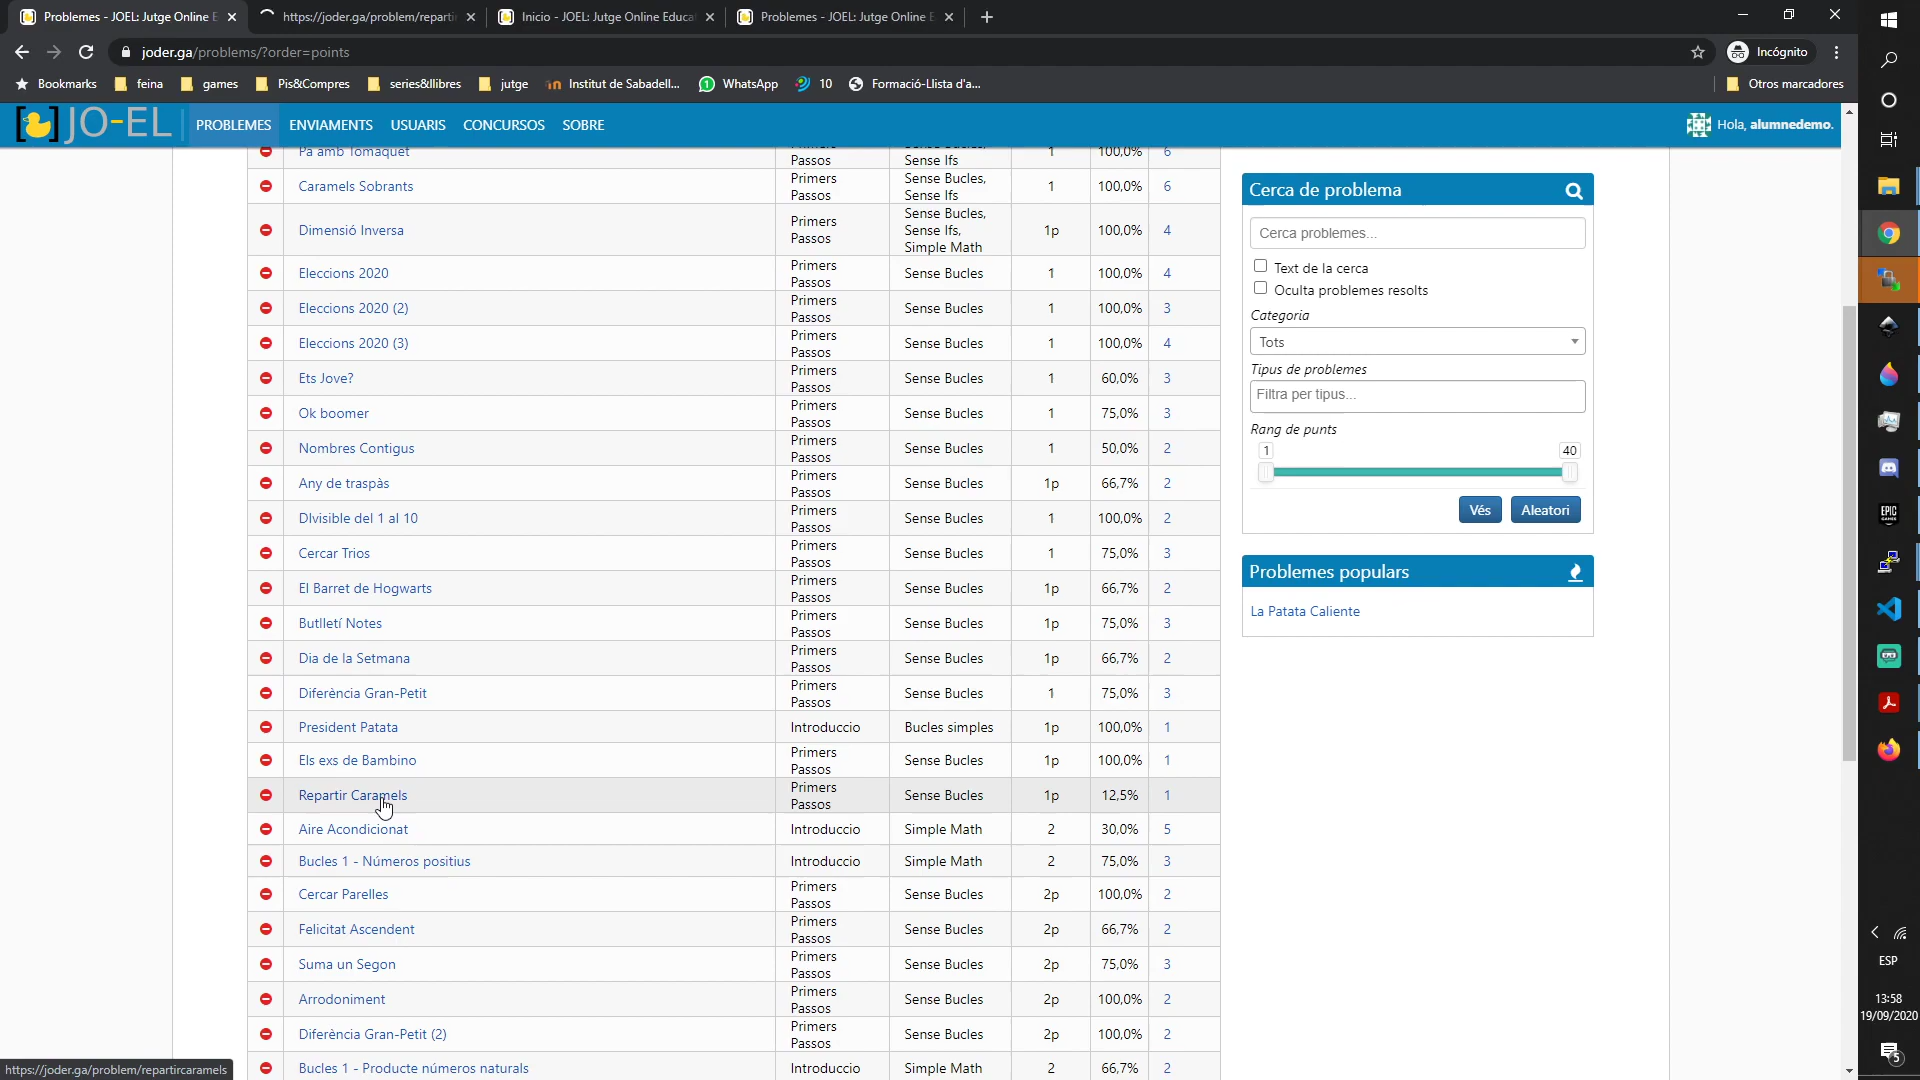 Problemes - JOEL: Jutge Online E
https://joder.ga/problem/reparti
Inicio - JOEL: Jutge Online Educa
Problemes - JOEL: Jutge Online E
joder.ga/problems/?order=points
Incógnito
Bookmarks feina games Pis&Compres series&llibres jutge Institut de Sabadell... WhatsApp 10 Formació-Llista d'a... Otros marcadores
JO-EL PROBLEMES ENVIAMENTS USUARIS CONCURSOS SOBRE Hola, alumnedemo.
Pa amb Tomaquet Passos Sense Ifs 1 100,0% 6
Caramels Sobrants Primers Passos Sense Bucles, Sense Ifs 1 100,0% 6
Dimensió Inversa Primers Passos Sense Bucles, Sense Ifs, Simple Math 1p 100,0% 4
Eleccions 2020 Primers Passos Sense Bucles 1 100,0% 4
Eleccions 2020 (2) Primers Passos Sense Bucles 1 100,0% 3
Eleccions 2020 (3) Primers Passos Sense Bucles 1 100,0% 4
Ets Jove? Primers Passos Sense Bucles 1 60,0% 3
Ok boomer Primers Passos Sense Bucles 1 75,0% 3
Nombres Contigus Primers Passos Sense Bucles 1 50,0% 2
Any de traspàs Primers Passos Sense Bucles 1p 66,7% 2
DIvisible del 1 al 10 Primers Passos Sense Bucles 1 100,0% 2
Cercar Trios Primers Passos Sense Bucles 1 75,0% 3
El Barret de Hogwarts Primers Passos Sense Bucles 1p 66,7% 2
Butlletí Notes Primers Passos Sense Bucles 1p 75,0% 3
Dia de la Setmana Primers Passos Sense Bucles 1p 66,7% 2
Diferència Gran-Petit Primers Passos Sense Bucles 1 75,0% 3
President Patata Introduccio Bucles simples 1p 100,0% 1
Els exs de Bambino Primers Passos Sense Bucles 1p 100,0% 1
Repartir Caramels Primers Passos Sense Bucles 1p 12,5% 1
Aire Acondicionat Introduccio Simple Math 2 30,0% 5
Bucles 1 - Números positius Introduccio Simple Math 2 75,0% 3
Cercar Parelles Primers Passos Sense Bucles 2p 100,0% 2
Felicitat Ascendent Primers Passos Sense Bucles 2p 66,7% 2
Suma un Segon Primers Passos Sense Bucles 2p 75,0% 3
Arrodoniment Primers Passos Sense Bucles 2p 100,0% 2
Diferència Gran-Petit (2) Primers Passos Sense Bucles 2p 100,0% 2
Bucles 1 - Producte números naturals Introduccio Simple Math 2 66,7% 2
Cerca de problema
Cerca problemes...
Text de la cerca
Oculta problemes resolts
Categoria
Tots
Tipus de problemes
Filtra per tipus...
Rang de punts
1 40
Vés Aleatori
Problemes populars
La Patata Caliente
https://joder.ga/problem/repartircaramels
EPIC GAMES
ESP
13:58
19/09/2020
5